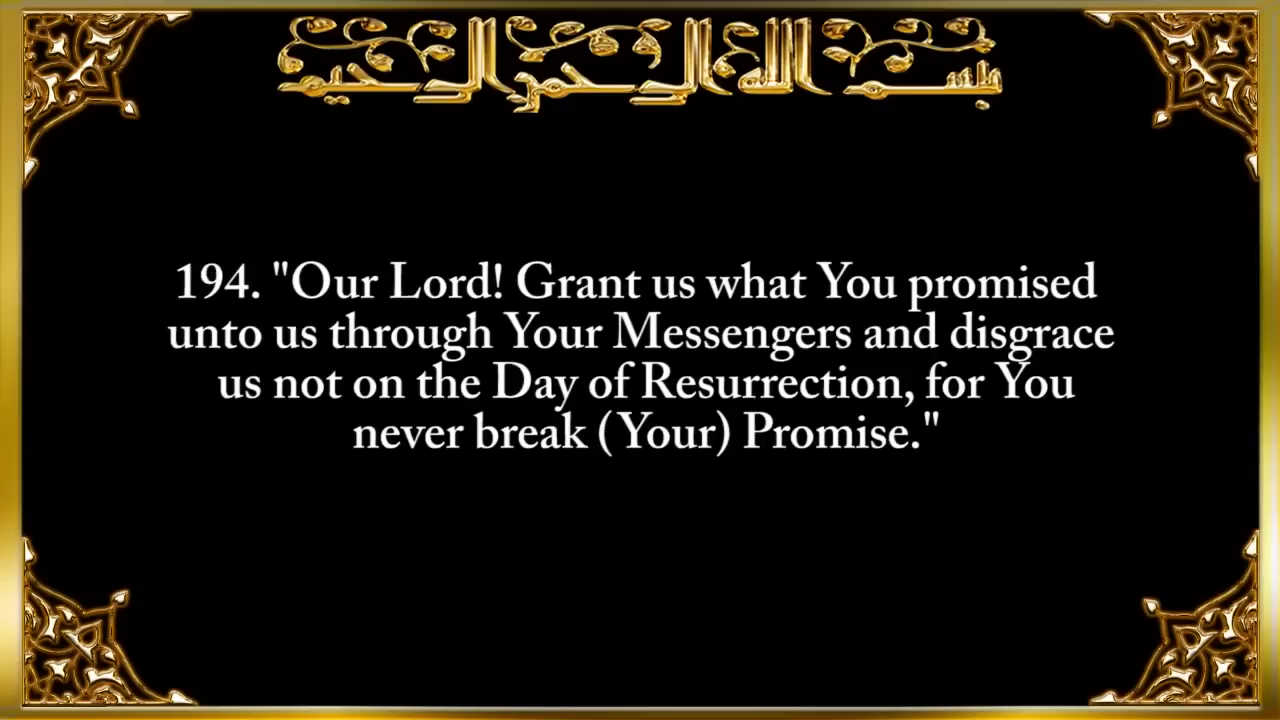 بسم الله الرحمن الرحيم
194. "Our Lord! Grant us what You promised
unto us through Your Messengers and disgrace
us not on the Day of Resurrection, for You
never break (Your) Promise."